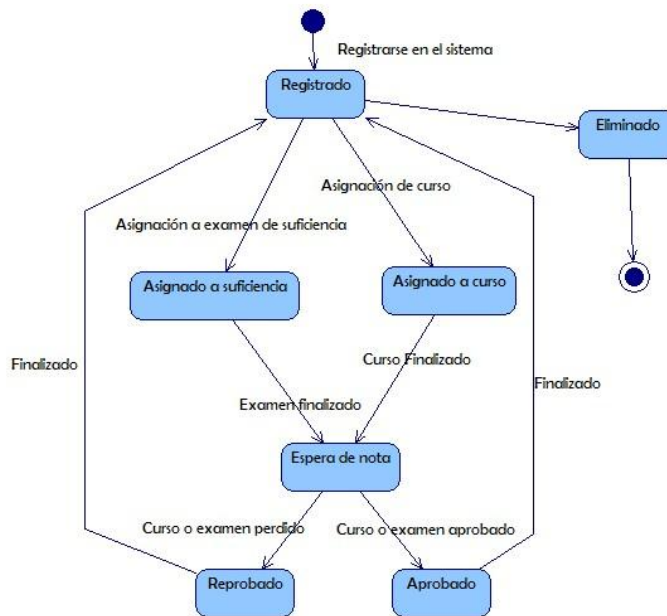 Registrarse en el sistema
Registrado
Eliminado
Asignación de curso
Asignación a examen de suficiencia
Asignado a suficiencia
Asignado a curso
Finalizado
Curso Finalizado
Finalizado
Examen finalizado
Espera de nota
Curso o examen perdido
Curso o examen aprobado
Reprobado
Aprobado